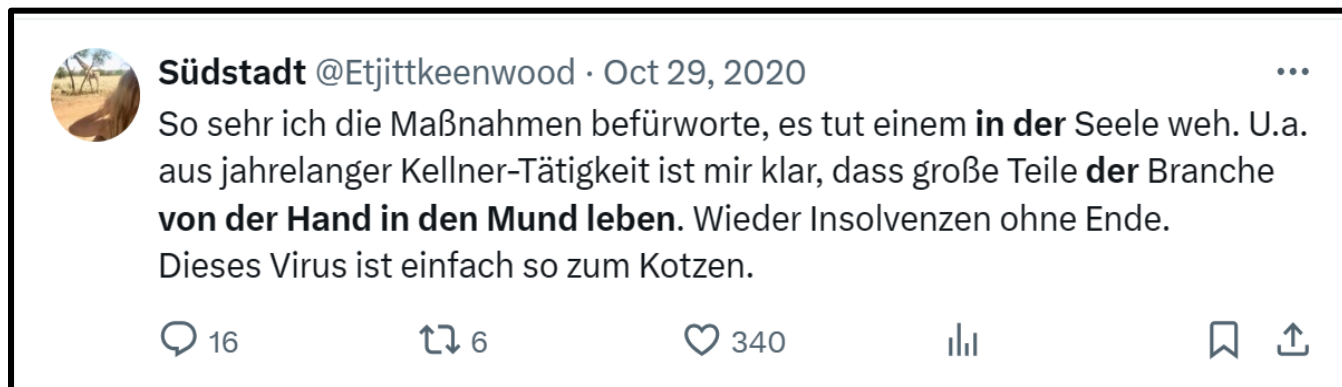 Südstadt @Etjittkeenwood · Oct 29, 2020
So sehr ich die Maßnahmen befürworte, es tut einem in der Seele weh. U.a.
aus jahrelanger Kellner-Tätigkeit ist mir klar, dass große Teile der Branche
von der Hand in den Mund leben. Wieder Insolvenzen ohne Ende.
Dieses Virus ist einfach so zum Kotzen.
16 6 340